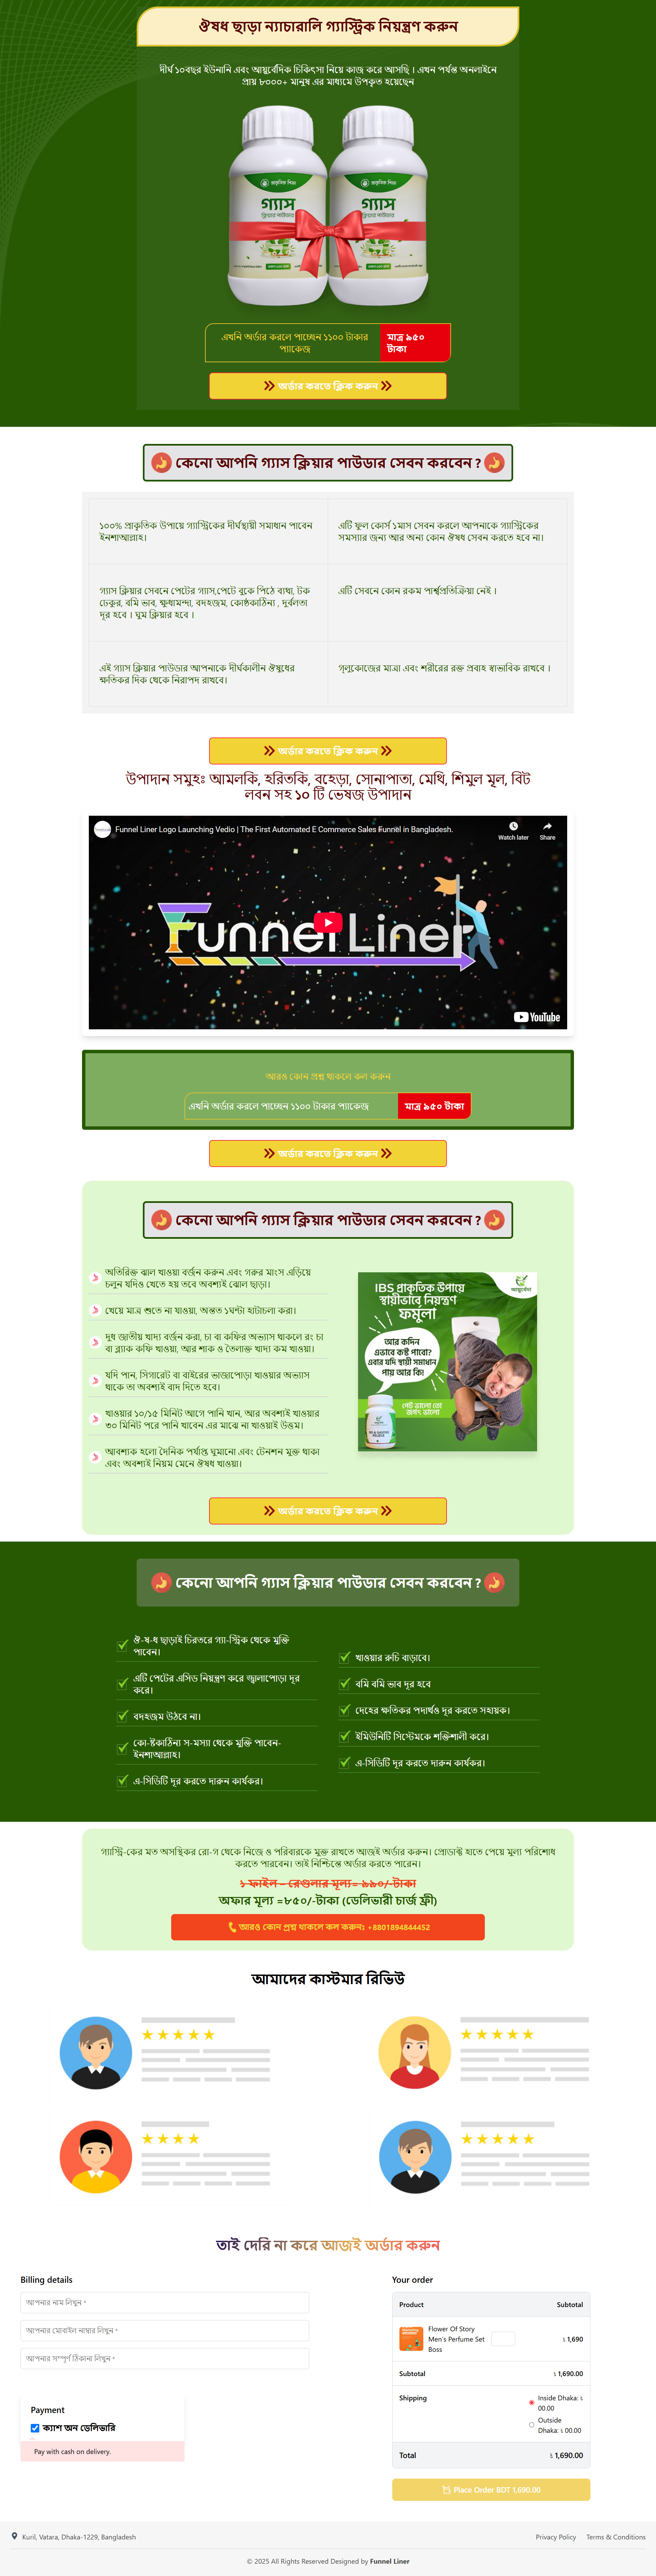 ঔষধ ছাড়া ন্যাচারালি গ্যাস্ট্রিক নিয়ন্ত্রণ করুন
দীর্ঘ ১০বছর ইউনানি এবং আয়ুর্বেদিক চিকিৎসা নিয়ে কাজ করে আসছি । এখন পর্যন্ত অনলাইনে
প্রায় ৮০০০+ মানুষ এর মাধ্যমে উপকৃত হয়েছেন
প্রাকৃতিক শিফা
গ্যাস
প্রাকৃতিক শিফা
গ্যাস
এখনি অর্ডার করলে পাচ্ছেন ১১০০ টাকার
প্যাকেজ
মাত্র ৯৫০
টাকা
অর্ডার করতে ক্লিক করুন
কেনো আপনি গ্যাস ক্লিয়ার পাউডার সেবন করবেন ?
১০০% প্রাকৃতিক উপায়ে গ্যাস্ট্রিকের দীর্ঘস্থায়ী সমাধান পাবেন
ইনশাআল্লাহ।
এটি ফুল কোর্স ১মাস সেবন করলে আপনাকে গ্যাস্ট্রিকের
সমস্যার জন্য আর অন্য কোন ঔষধ সেবন করতে হবে না।
গ্যাস ক্লিয়ার সেবনে পেটের গ্যাস,পেটে বুকে পিঠে ব্যথা, টক
ঢেকুর, বমি ভাব, ক্ষুধামন্দা, বদহজম, কোষ্ঠকাঠিন্য , দুর্বলতা
দূর হবে । ঘুম ক্লিয়ার হবে ।
এটি সেবনে কোন রকম পার্শ্বপ্রতিক্রিয়া নেই ।
এই গ্যাস ক্লিয়ার পাউডার আপনাকে দীর্ঘকালীন ঔষুধের
ক্ষতিকর দিক থেকে নিরাপদ রাখবে।
গ্লুকোজের মাত্রা এবং শরীরের রক্ত প্রবাহ স্বাভাবিক রাখবে ।
অর্ডার করতে ক্লিক করুন
উপাদান সমুহঃ আমলকি, হরিতকি, বহেড়া, সোনাপাতা, মেথি, শিমুল মূল, বিট
লবন সহ ১০ টি ভেষজ উপাদান
Funnel Liner Logo Launching Vedio | The First Automated E Commerce Sales Funnel in Bangladesh.
Watch later
Share
Funnel Liner
YouTube
আরও কোন প্রশ্ন থাকলে কল করুন
এখনি অর্ডার করলে পাচ্ছেন ১১০০ টাকার প্যাকেজ
মাত্র ৯৫০ টাকা
অর্ডার করতে ক্লিক করুন
কেনো আপনি গ্যাস ক্লিয়ার পাউডার সেবন করবেন ?
অতিরিক্ত ঝাল খাওয়া বর্জন করুন এবং গরুর মাংস এড়িয়ে
চলুন যদিও খেতে হয় তবে অবশ্যই ঝোল ছাড়া।
খেয়ে মাত্র শুতে না যাওয়া, অন্তত ১ঘন্টা হাটাচলা করা।
দুধ জাতীয় খাদ্য বর্জন করা, চা বা কফির অভ্যাস থাকলে রং চা
বা ব্ল্যাক কফি খাওয়া, আর শাক ও তৈলাক্ত খাদ্য কম খাওয়া।
যদি পান, সিগারেট বা বাইরের ভাজাপোড়া খাওয়ার অভ্যাস
থাকে তা অবশ্যই বাদ দিতে হবে।
খাওয়ার ১০/১৫ মিনিট আগে পানি খান, আর অবশ্যই খাওয়ার
৩০ মিনিট পরে পানি খাবেন এর মাঝে না খাওয়াই উত্তম।
আবশ্যক হলো দৈনিক পর্যাপ্ত ঘুমানো এবং টেনশন মুক্ত থাকা
এবং অবশ্যই নিয়ম মেনে ঔষধ খাওয়া।
IBS প্রাকৃতিক উপায়ে
স্থায়ীভাবে নিয়ন্ত্রণ
ফর্মুলা
আর কদিন
এভাবে কষ্ট পাবো?
এবার যদি স্থায়ী সমাধান
পায় আর কি!
পেট ভালো তো
জগৎ ভালো
অর্ডার করতে ক্লিক করুন
কেনো আপনি গ্যাস ক্লিয়ার পাউডার সেবন করবেন ?
ঔ-ষ-ধ ছাড়াই চিরতরে গ্যা-স্ট্রিক থেকে মুক্তি
পাবেন।
এটি পেটের এসিড নিয়ন্ত্রণ করে জ্বালাপোড়া দূর
করে।
বদহজম উঠবে না।
কো-ষ্টকাঠিন্য স-মস্যা থেকে মুক্তি পাবেন-
ইনশাআল্লাহ।
এ-সিডিটি দূর করতে দারুন কার্যকর।
খাওয়ার রুচি বাড়াবে।
বমি বমি ভাব দূর হবে
দেহের ক্ষতিকর পদার্থও দূর করতে সহায়ক।
ইমিউনিটি সিস্টেমকে শক্তিশালী করে।
এ-সিডিটি দূর করতে দারুন কার্যকর।
গ্যাস্ট্রি-কের মত অসস্থিকর রো-গ থেকে নিজে ও পরিবারকে মুক্ত রাখতে আজই অর্ডার করুন। প্রোডাক্ট হাতে পেয়ে মুল্য পরিশোধ
করতে পারবেন। তাই নিশ্চিন্তে অর্ডার করতে পারেন।
১ ফাইল – রেগুলার মূল্য= ৯৯০/-টাকা
অফার মূল্য =৮৫০/-টাকা (ডেলিভারী চার্জ ফ্রী)
আরও কোন প্রশ্ন থাকলে কল করুনঃ +8801894844452
আমাদের কাস্টমার রিভিউ
তাই দেরি না করে আজই অর্ডার করুন
Billing details
আপনার নাম লিখুন *
আপনার মোবাইল নাম্বার লিখুন *
আপনার সম্পূর্ণ ঠিকানা লিখুন *
Payment
ক্যাশ অন ডেলিভারি
Pay with cash on delivery.
Your order
Product
Subtotal
Flower Of Story
Men's Perfume Set
Boss
৳ 1,690
Subtotal
৳ 1,690.00
Shipping
Inside Dhaka: ৳
00.00
Outside
Dhaka: ৳ 00.00
Total
৳ 1,690.00
Place Order BDT 1,690.00
Kuril, Vatara, Dhaka-1229, Bangladesh
Privacy Policy
Terms & Conditions
© 2025 All Rights Reserved Designed by Funnel Liner